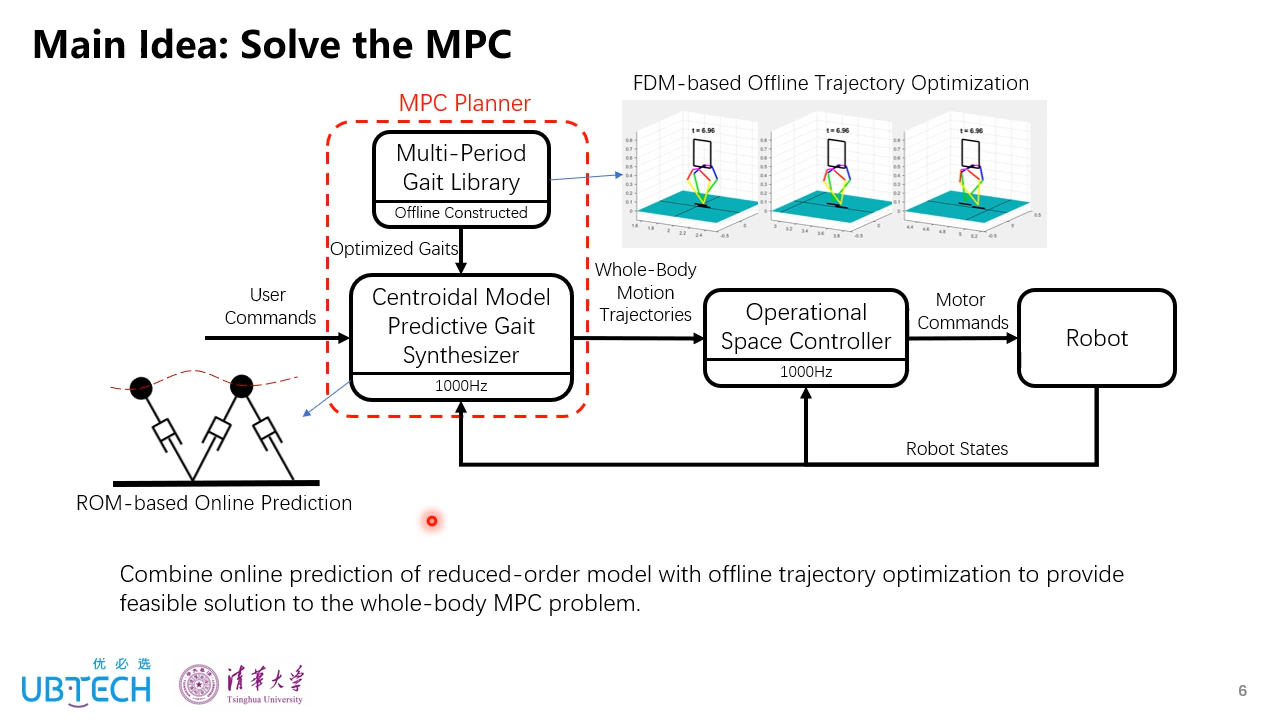 Main Idea: Solve the MPC
FDM-based Offline Trajectory Optimization
MPC Planner
Multi-Period
Gait Library
Offline Constructed
t = 6.96
t = 6.96
t = 6.96
Optimized Gaits
User
Commands
Centroidal Model
Predictive Gait
Synthesizer
1000Hz
Whole-Body
Motion
Trajectories
Operational
Space Controller
1000Hz
Motor
Commands
Robot
Robot States
ROM-based Online Prediction
Combine online prediction of reduced-order model with offline trajectory optimization to provide
feasible solution to the whole-body MPC problem.
优必选
UBTECH
清华大学
Tsinghua University
6